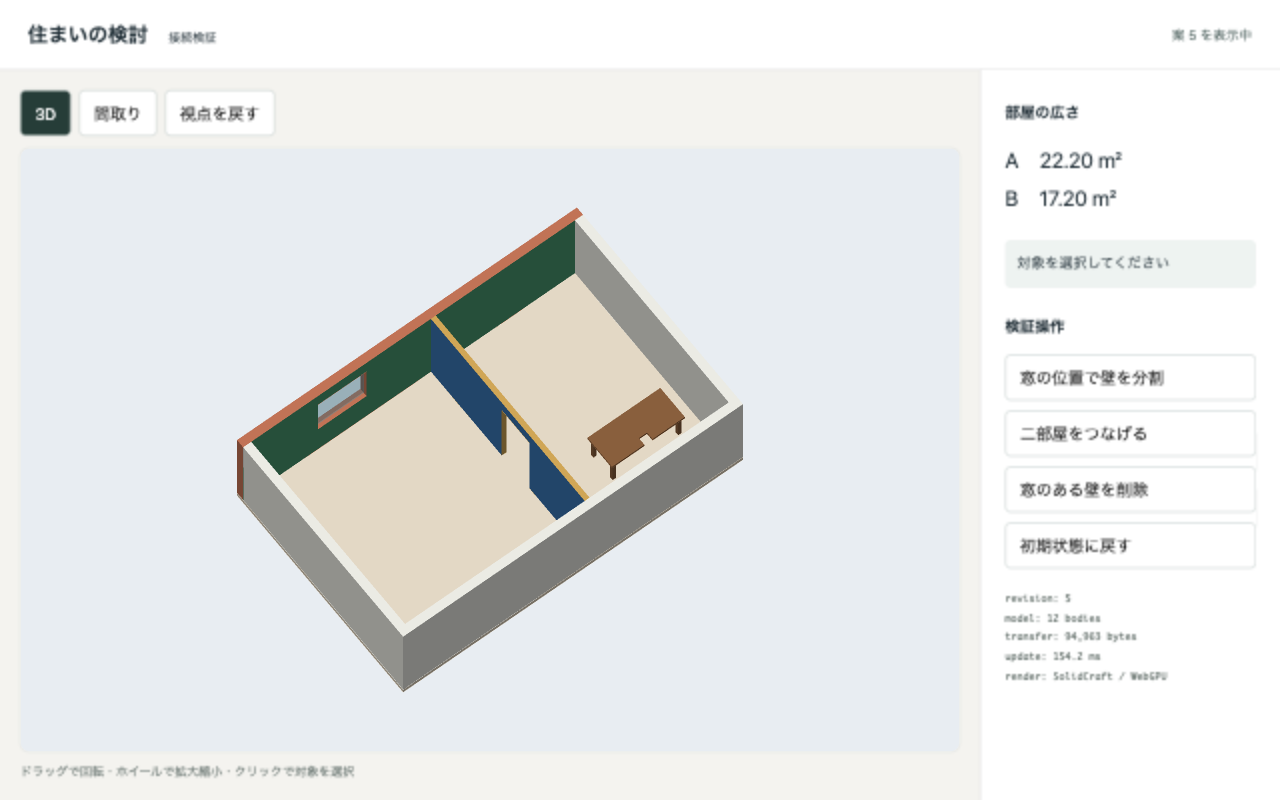 住まいの検討 接続検証
案 5 を表示中
3D 間取り 視点を戻す
部屋の広さ
A 22.20 m²
B 17.20 m²
対象を選択してください
検証操作
窓の位置で壁を分割
二部屋をつなげる
窓のある壁を削除
初期状態に戻す
revision: 5
model: 12 bodies
transfer: 94,963 bytes
update: 154.2 ms
render: SolidCraft / WebGPU
ドラッグで回転・ホイールで拡大縮小・クリックで対象を選択